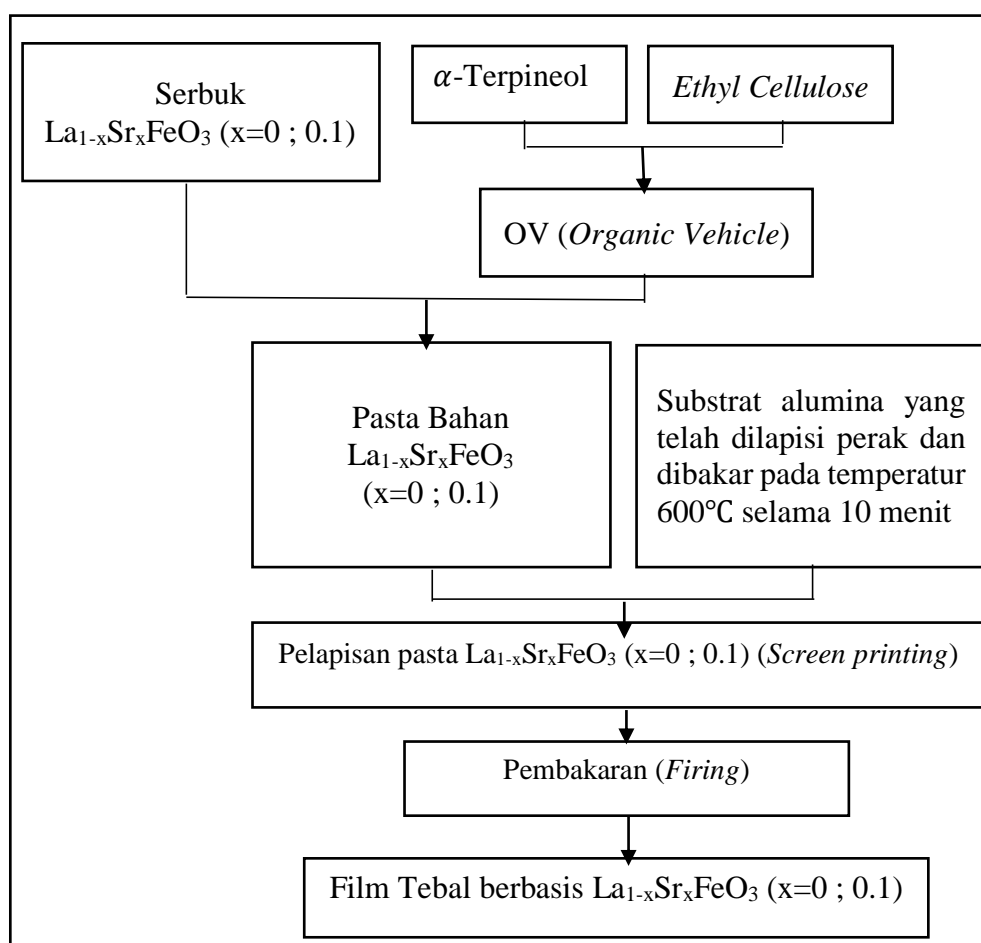 Serbuk
La₁₋ₓSrₓFeO₃ (x=0 ; 0.1)
𝛼-Terpineol
Ethyl Cellulose
OV (Organic Vehicle)
Pasta Bahan
La₁₋ₓSrₓFeO₃
(x=0 ; 0.1)
Substrat alumina yang
telah dilapisi perak dan
dibakar pada temperatur
600℃ selama 10 menit
Pelapisan pasta La₁₋ₓSrₓFeO₃ (x=0 ; 0.1) (Screen printing)
Pembakaran (Firing)
Film Tebal berbasis La₁₋ₓSrₓFeO₃ (x=0 ; 0.1)